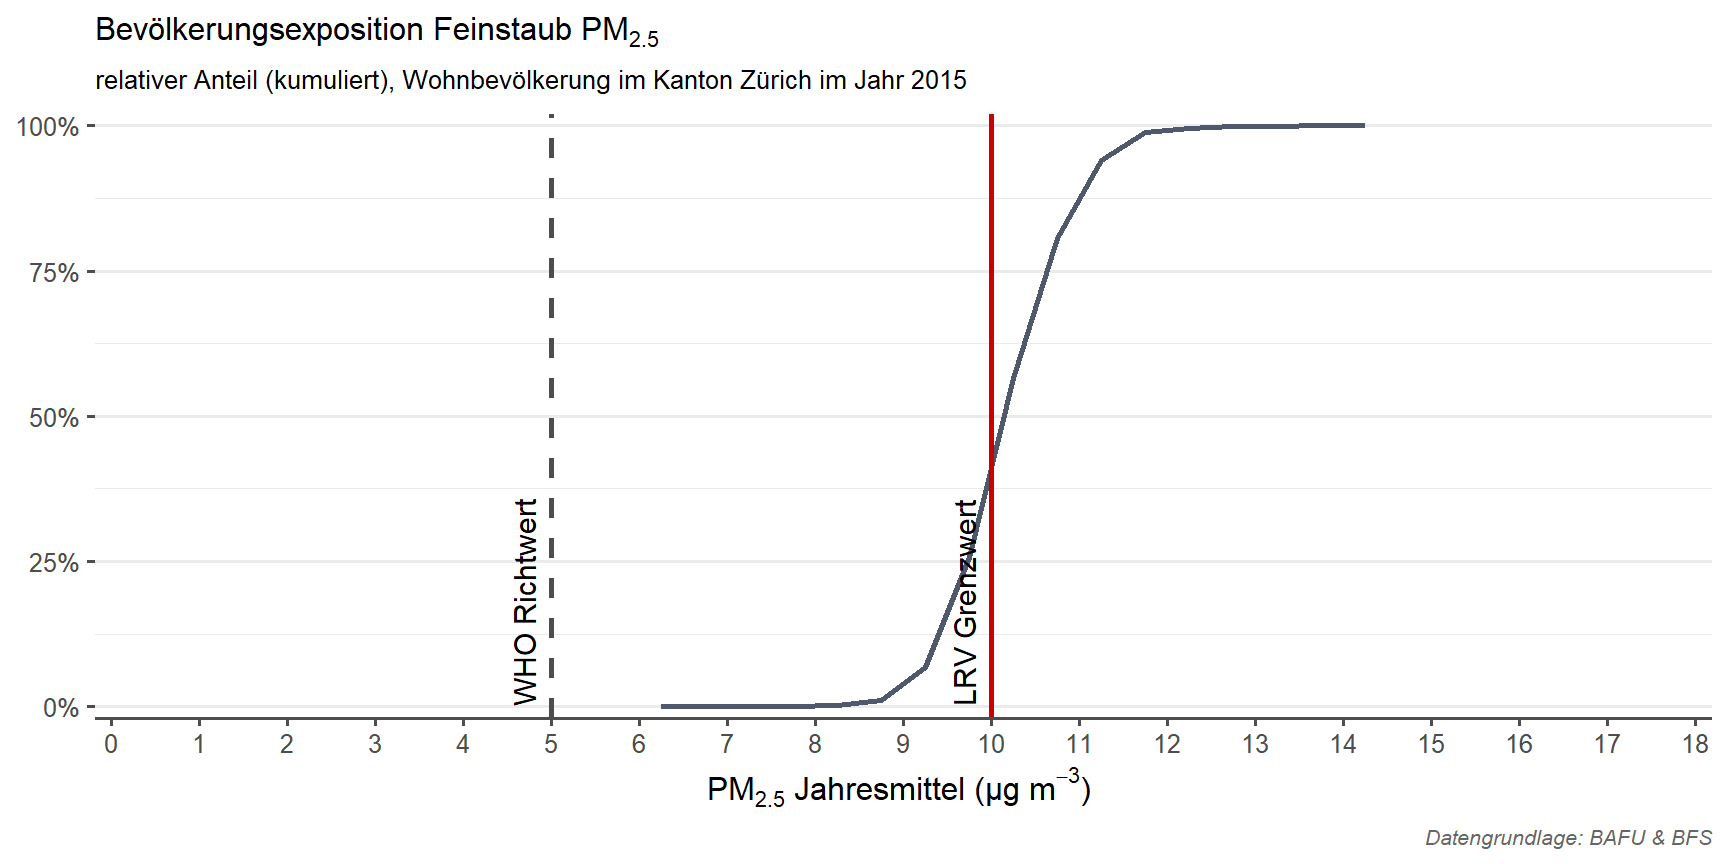 Bevölkerungsexposition Feinstaub PM2.5
relativer Anteil (kumuliert), Wohnbevölkerung im Kanton Zürich im Jahr 2015
100%
75%
50%
25%
0%
WHO Richtwert
LRV Grenzwert
0 1 2 3 4 5 6 7 8 9 10 11 12 13 14 15 16 17 18
PM2.5 Jahresmittel (µg m−3)
Datengrundlage: BAFU & BFS